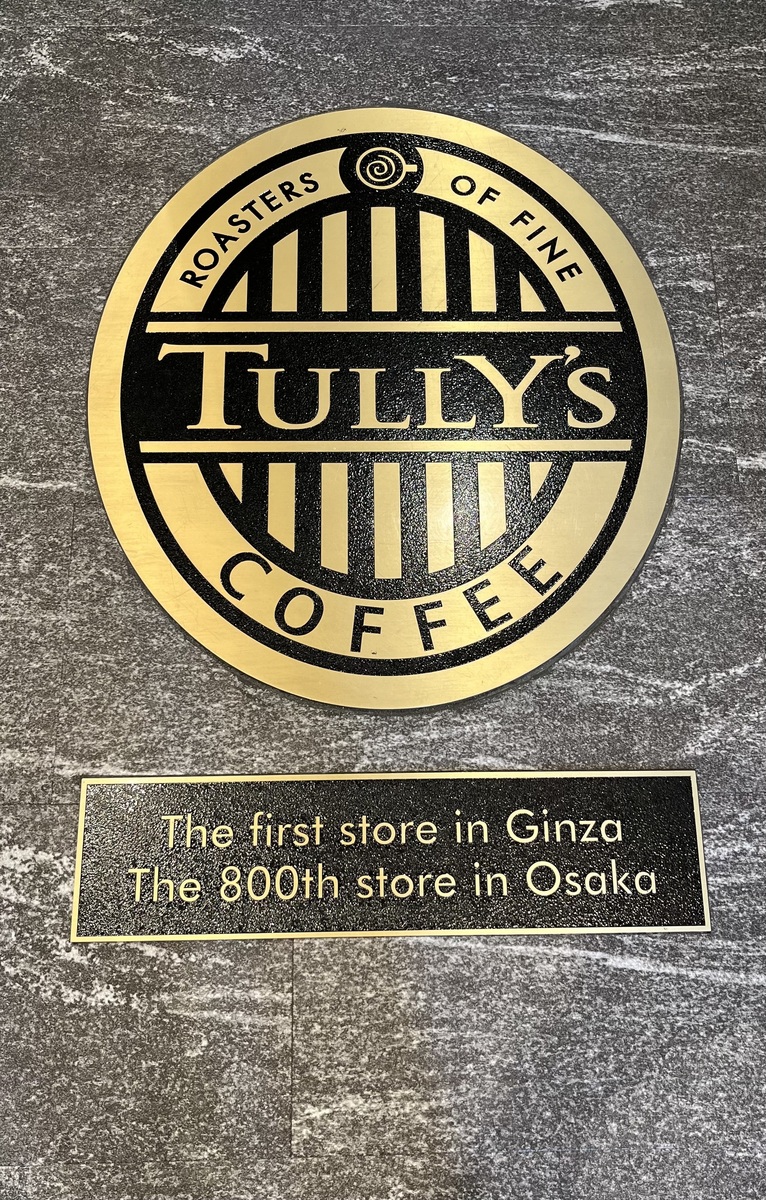 ROASTERS OF FINE
TULLY'S
COFFEE
The first store in Ginza
The 800th store in Osaka